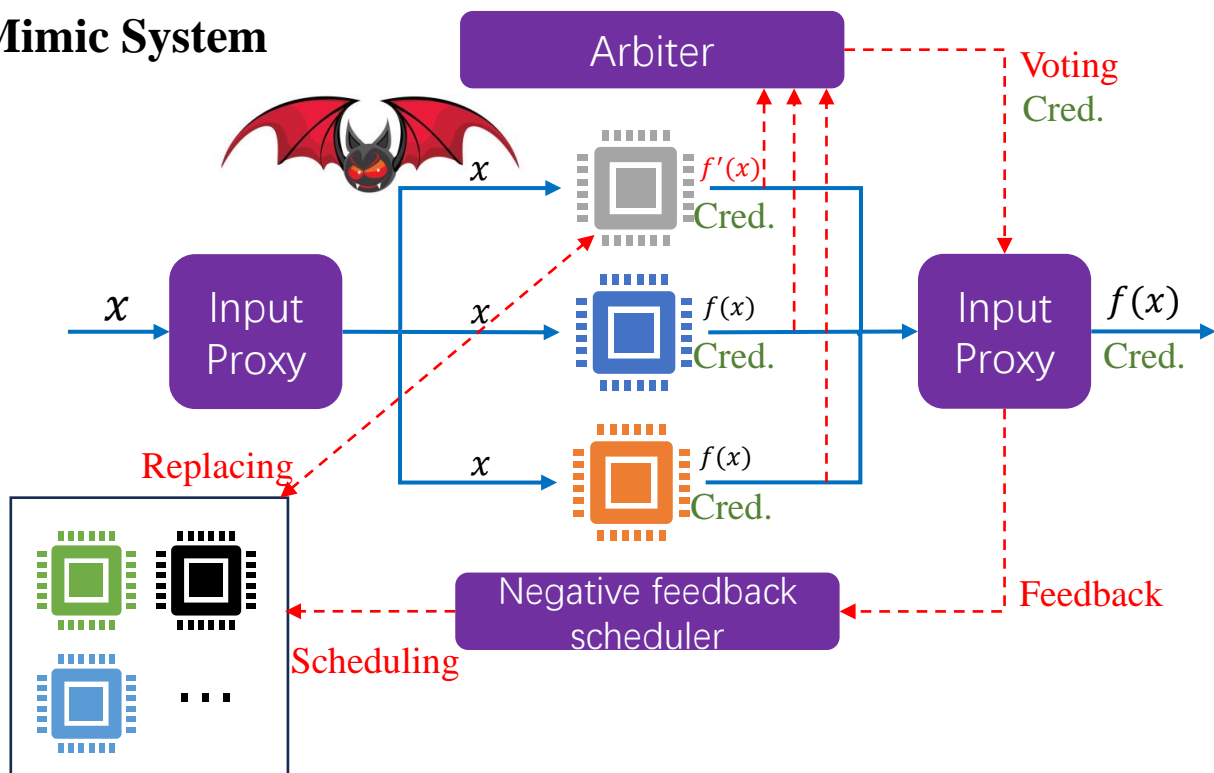 Mimic System
Arbiter
Voting
Cred.
x
f'(x)
Cred.
x
Input
Proxy
x
f(x)
Cred.
Input
Proxy
f(x)
Cred.
Replacing
x
f(x)
Cred.
Negative feedback
scheduler
Feedback
Scheduling
...